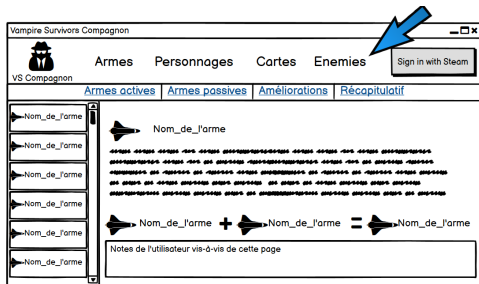 Vampire Survivors Compagnon
VS Compagnon
Armes Personnages Cartes Enemies
Sign in with Steam
Armes actives Armes passives Améliorations Récapitulatif
Nom_de_l'arme
Nom_de_l'arme
Nom_de_l'arme
Nom_de_l'arme
Nom_de_l'arme
Nom_de_l'arme
Nom_de_l'arme
Nom_de_l'arme + Nom_de_l'arme = Nom_de_l'arme
Notes de l'utilisateur vis-à-vis de cette page